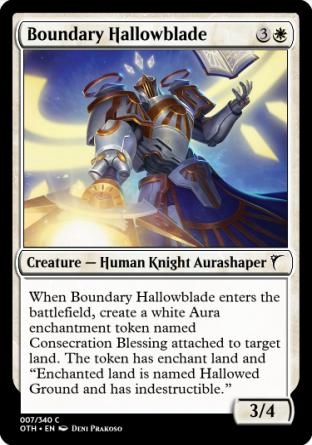 Boundary Hallowblade 3
Creature — Human Knight Aurashaper
When Boundary Hallowblade enters the
battlefield, create a white Aura
enchantment token named
Consecration Blessing attached to target
land. The token has enchant land and
“Enchanted land is named Hallowed
Ground and has indestructible.”
3/4
007/340 C
OTH • EN Deni Prakoso